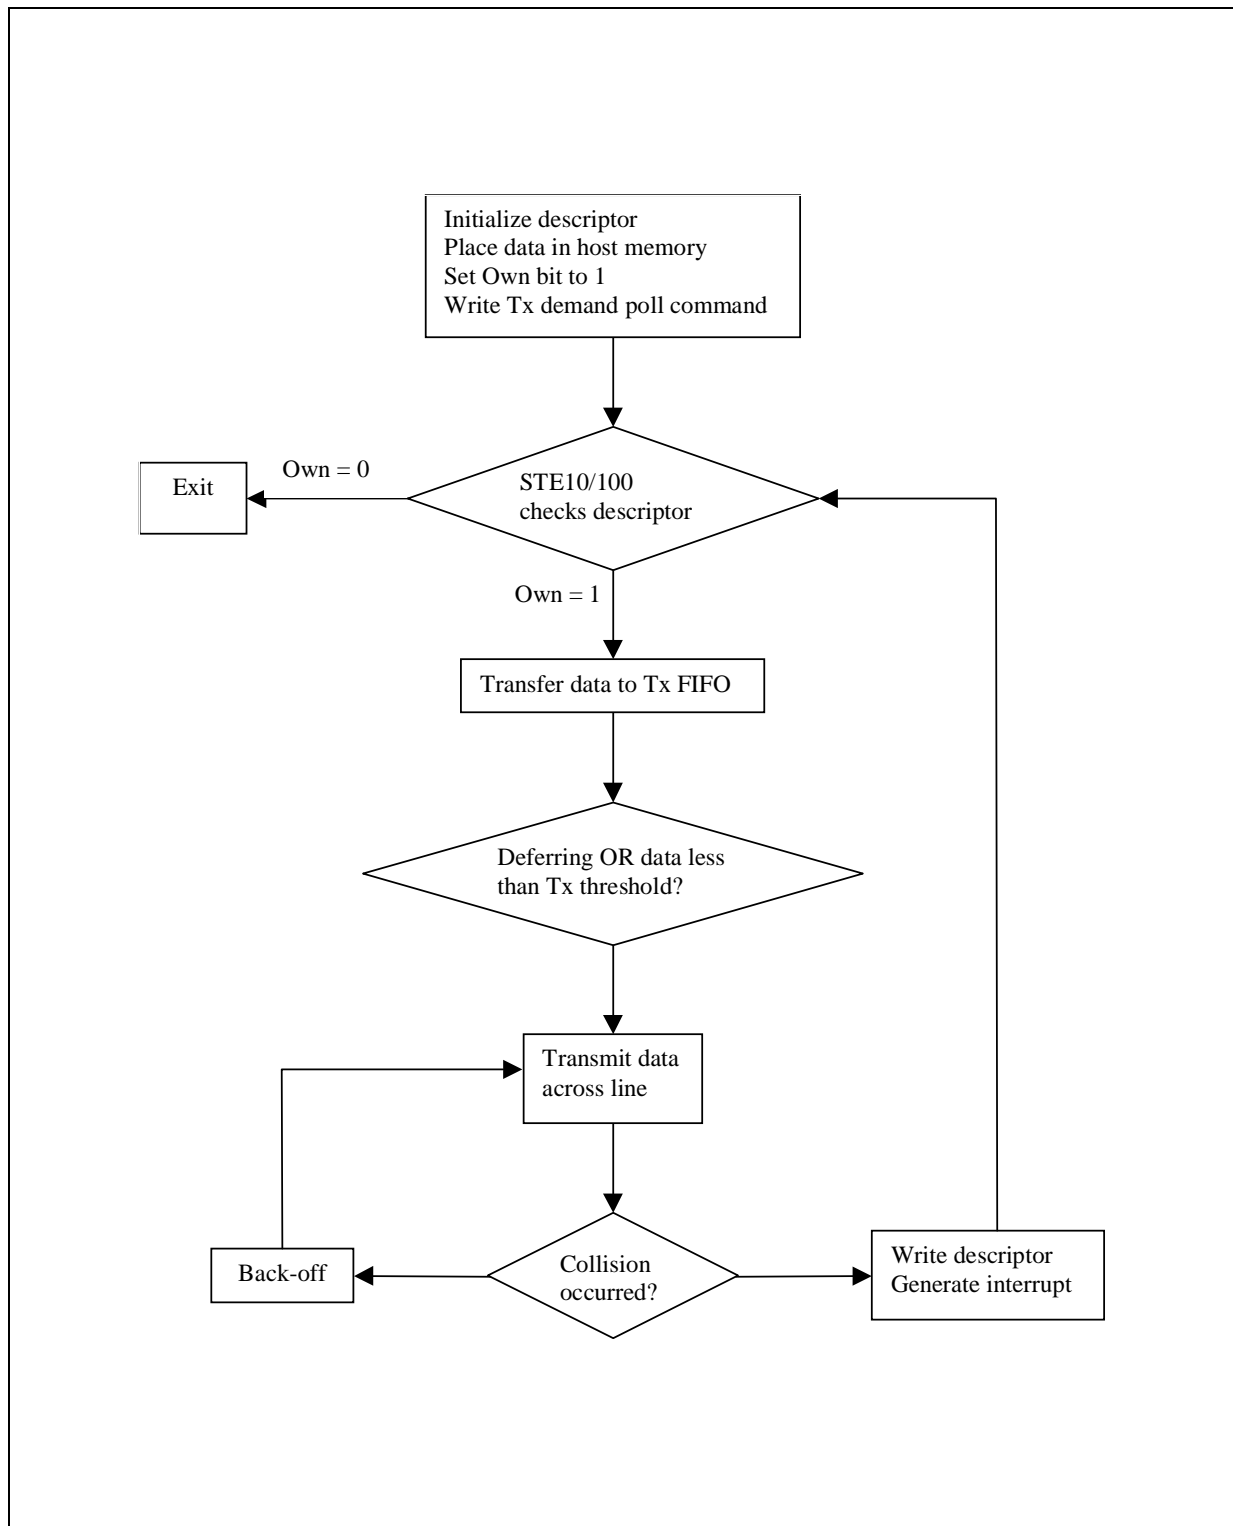 Initialize descriptor
Place data in host memory
Set Own bit to 1
Write Tx demand poll command
Exit
Own = 0
STE10/100
checks descriptor
Own = 1
Transfer data to Tx FIFO
Deferring OR data less
than Tx threshold?
Transmit data
across line
Back-off
Collision
occurred?
Write descriptor
Generate interrupt